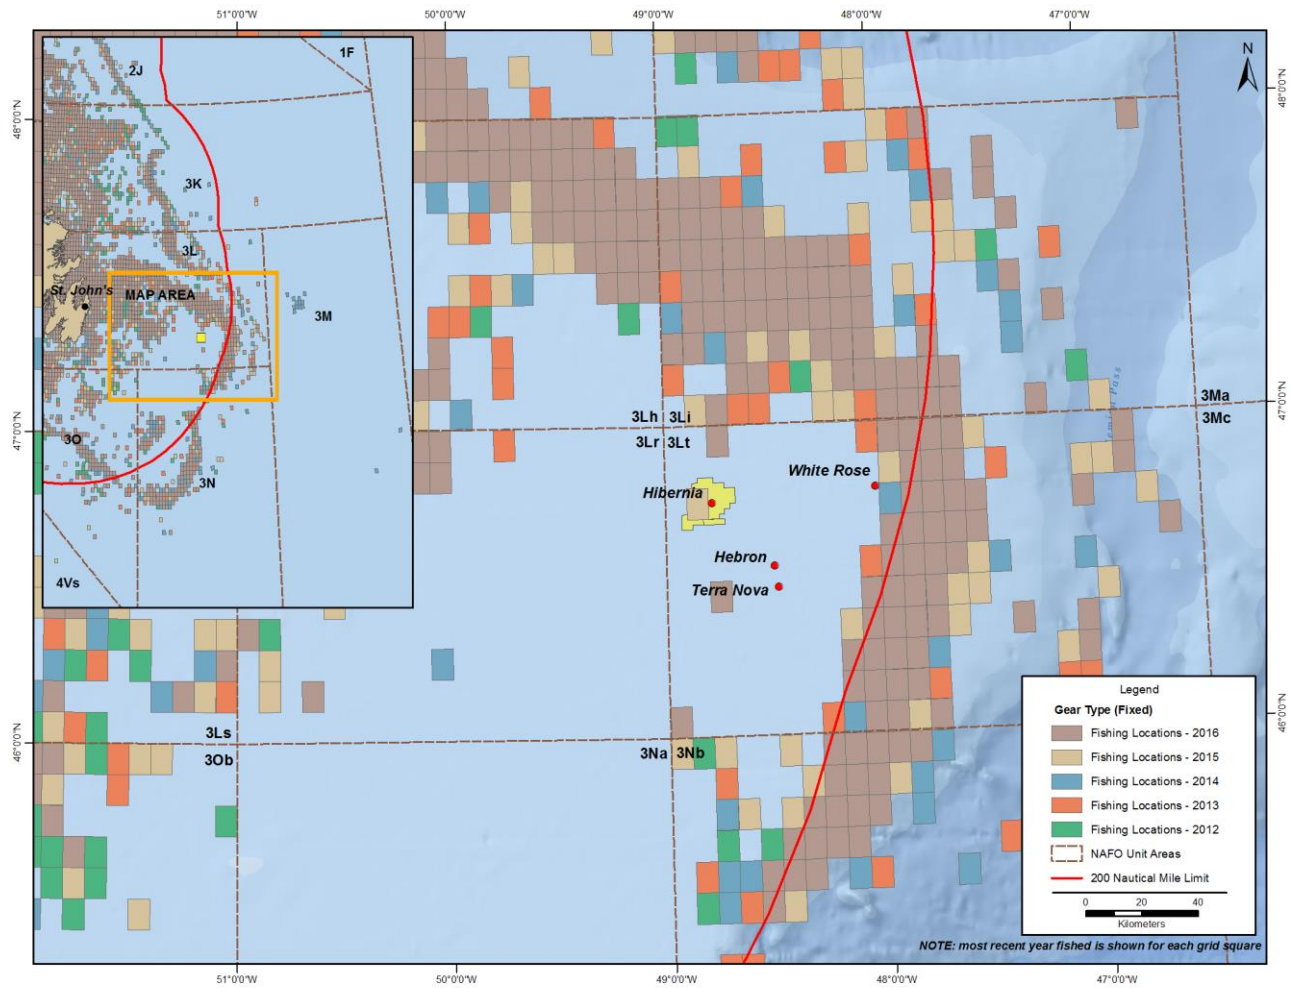 51°0'0"W 50°0'0"W 49°0'0"W 48°0'0"W 47°0'0"W
1F
2J
N
48°0'0"N 48°0'0"N
3K
3L
St. John's MAP AREA
3M
3Ma
3Lh 3Li
47°0'0"N 47°0'0"N
3Mc
3O 3Lr 3Lt
White Rose
3N Hibernia
Hebron
4Vs Terra Nova
Legend
Gear Type (Fixed)
Fishing Locations - 2016
Fishing Locations - 2015
Fishing Locations - 2014
Fishing Locations - 2013
Fishing Locations - 2012
NAFO Unit Areas
200 Nautical Mile Limit
0 20 40
Kilometers
46°0'0"N 46°0'0"N
3Ls
3Ob 3Na 3Nb
NOTE: most recent year fished is shown for each grid square
51°0'0"W 50°0'0"W 49°0'0"W 48°0'0"W 47°0'0"W